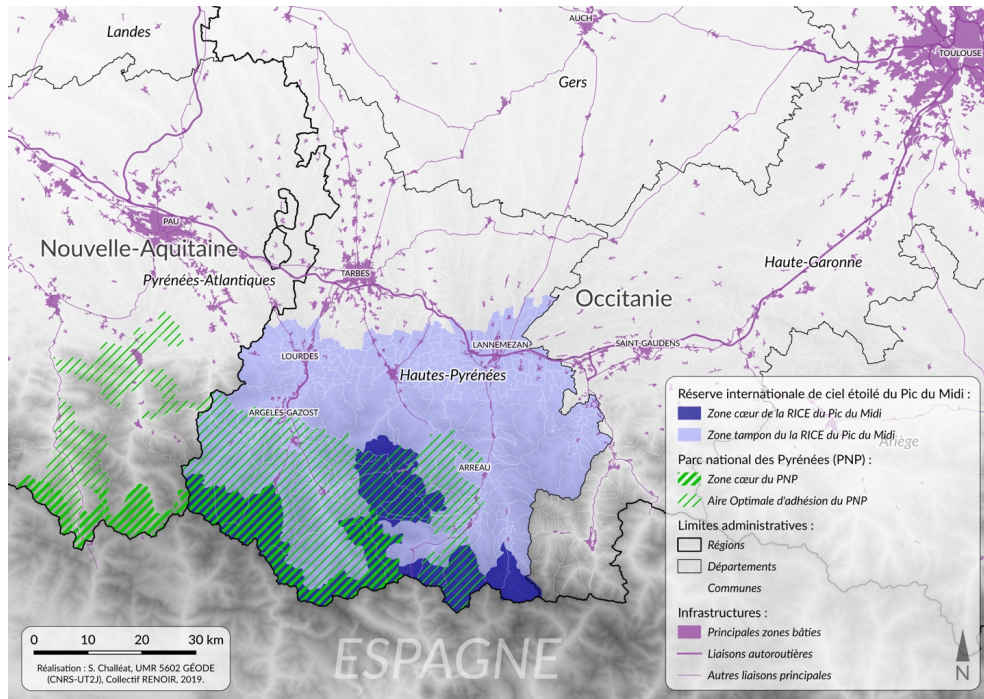 Landes
AUCH
TOULOUSE
Gers
PAU
Nouvelle-Aquitaine
Pyrénées-Atlantiques
TARBES
Haute-Garonne
Occitanie
LOURDES
LANNEMEZAN
SAINT-GAUDENS
Hautes-Pyrénées
ARGELES-GAZOST
ARREAU
Ariège
ESPAGNE
Réserve internationale de ciel étoilé du Pic du Midi :
Zone cœur de la RICE du Pic du Midi
Zone tampon du la RICE du Pic du Midi
Parc national des Pyrénées (PNP) :
Zone cœur du PNP
Aire Optimale d'adhésion du PNP
Limites administratives :
Régions
Départements
Communes
Infrastructures :
Principales zones bâties
Liaisons autoroutières
Autres liaisons principales
N
0 10 20 30 km
Réalisation : S. Challéat, UMR 5602 GÉODE
(CNRS-UT2J), Collectif RENOIR, 2019.